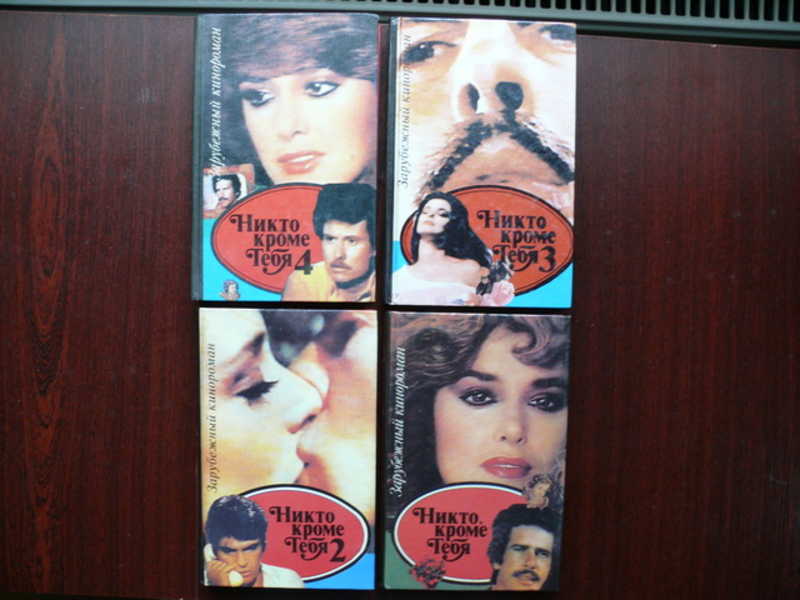 Зарубежный кинороман
Никто
кроме
Тебя 4
Зарубежный кинороман
Никто
кроме
Тебя 3
Зарубежный кинороман
Никто
кроме
Тебя 2
Зарубежный кинороман
Никто
кроме
Тебя